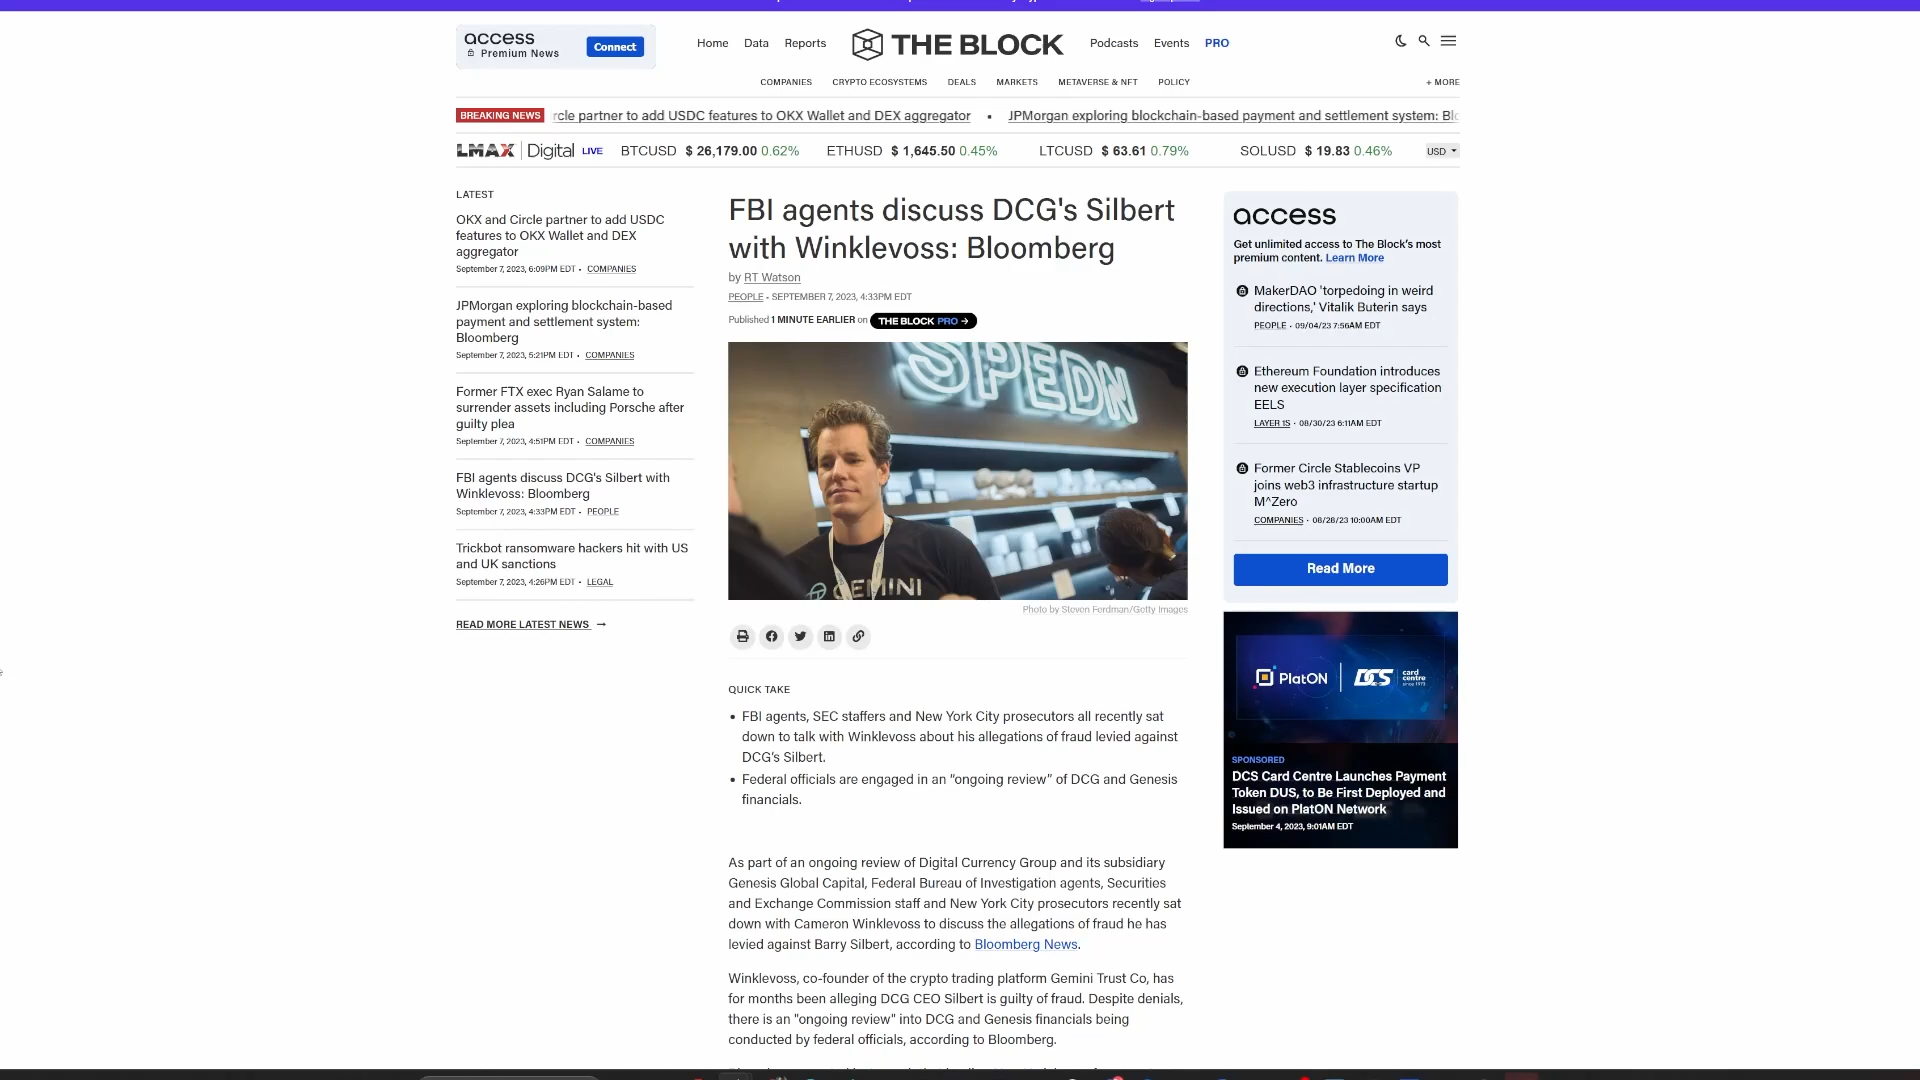 access
Premium News
Connect
Home
Data
Reports
THE BLOCK
Podcasts
Events
PRO
COMPANIES
CRYPTO ECOSYSTEMS
DEALS
MARKETS
METAVERSE & NFT
POLICY
+ MORE
BREAKING NEWS
rcle partner to add USDC features to OKX Wallet and DEX aggregator • JPMorgan exploring blockchain-based payment and settlement system:
LMAX Digital LIVE
BTCUSD $ 26,179.00 0.62%
ETHUSD $ 1,645.50 0.45%
LTCUSD $ 63.61 0.79%
SOLUSD $ 19.83 0.46%
USD
LATEST
OKX and Circle partner to add USDC
features to OKX Wallet and DEX
aggregator
September 7, 2023, 6:09PM EDT • COMPANIES
JPMorgan exploring blockchain-based
payment and settlement system:
Bloomberg
September 7, 2023, 5:21PM EDT • COMPANIES
Former FTX exec Ryan Salame to
surrender assets including Porsche after
guilty plea
September 7, 2023, 4:51PM EDT • COMPANIES
FBI agents discuss DCG's Silbert with
Winklevoss: Bloomberg
September 7, 2023, 4:33PM EDT • PEOPLE
Trickbot ransomware hackers hit with US
and UK sanctions
September 7, 2023, 4:26PM EDT • LEGAL
READ MORE LATEST NEWS →
FBI agents discuss DCG's Silbert
with Winklevoss: Bloomberg
by RT Watson
PEOPLE • SEPTEMBER 7, 2023, 4:33PM EDT
Published 1 MINUTE EARLIER on THE BLOCK PRO →
SPEDN
GEMINI
Photo by Steven Ferdman/Getty Images
QUICK TAKE
• FBI agents, SEC staffers and New York City prosecutors all recently sat
down to talk with Winklevoss about his allegations of fraud levied against
DCG’s Silbert.
• Federal officials are engaged in an “ongoing review” of DCG and Genesis
financials.
As part of an ongoing review of Digital Currency Group and its subsidiary
Genesis Global Capital, Federal Bureau of Investigation agents, Securities
and Exchange Commission staff and New York City prosecutors recently sat
down with Cameron Winklevoss to discuss the allegations of fraud he has
levied against Barry Silbert, according to Bloomberg News.
Winklevoss, co-founder of the crypto trading platform Gemini Trust Co, has
for months been alleging DCG CEO Silbert is guilty of fraud. Despite denials,
there is an "ongoing review" into DCG and Genesis financials being
conducted by federal officials, according to Bloomberg.
access
Get unlimited access to The Block’s most
premium content. Learn More
MakerDAO 'torpedoing in weird
directions,' Vitalik Buterin says
PEOPLE • 09/04/23 7:56AM EDT
Ethereum Foundation introduces
new execution layer specification
EELS
LAYER 1S • 08/30/23 6:11AM EDT
Former Circle Stablecoins VP
joins web3 infrastructure startup
M^Zero
COMPANIES • 08/28/23 10:00AM EDT
Read More
PlatON | DCS card centre since 1973
SPONSORED
DCS Card Centre Launches Payment
Token DUS, to Be First Deployed and
Issued on PlatON Network
September 4, 2023, 9:01AM EDT